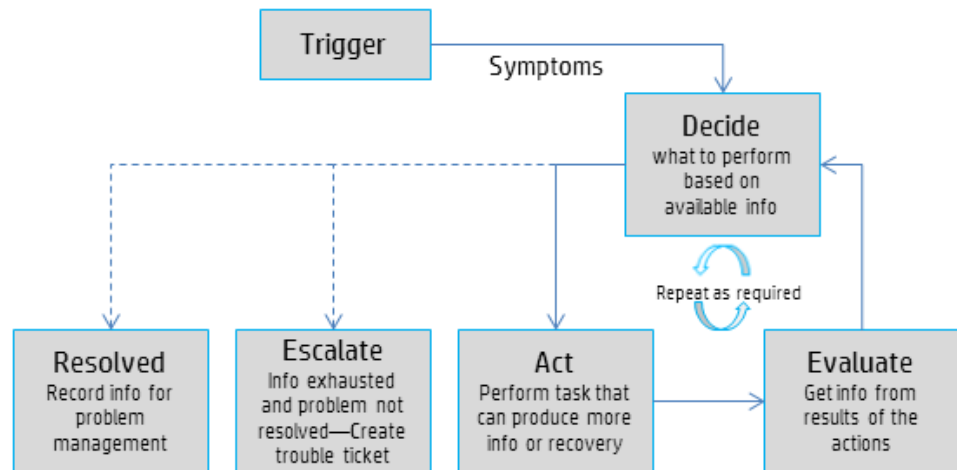 Trigger
Symptoms
Decide
what to perform
based on
available info
Repeat as required
Resolved
Record info for
problem
management
Escalate
Info exhausted
and problem not
resolved—Create
trouble ticket
Act
Perform task that
can produce more
info or recovery
Evaluate
Get info from
results of the
actions